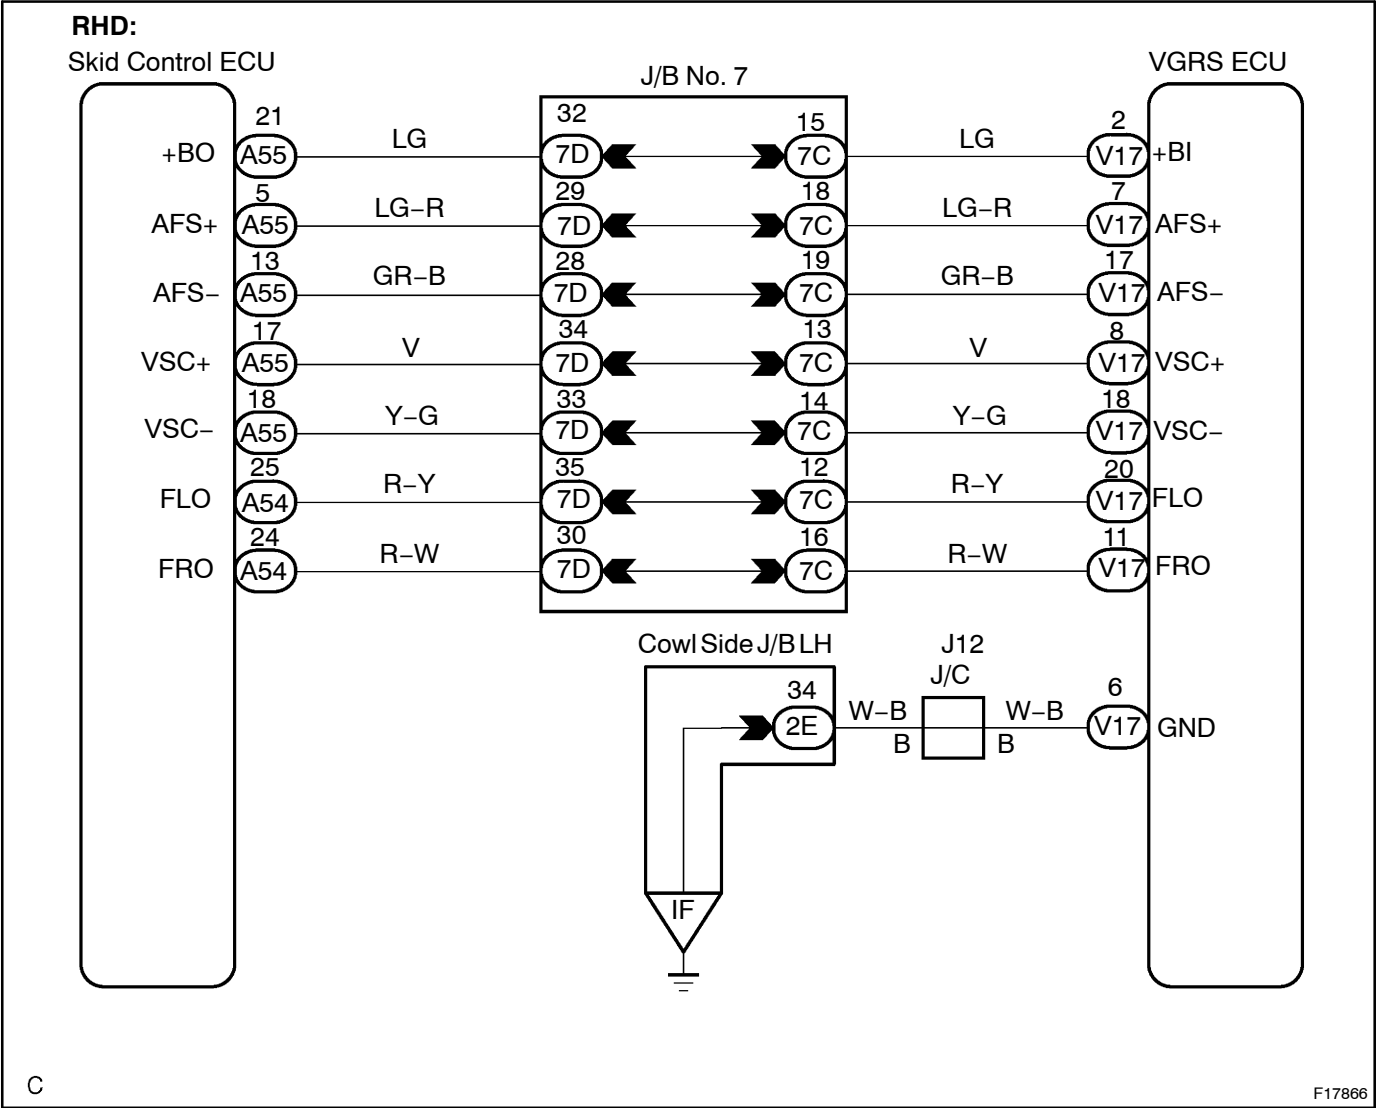 RHD:
Skid Control ECU
J/B No. 7
VGRS ECU
21 32 15 2
+BO A55 LG 7D 7C LG V17 +BI
5 29 18 7
AFS+ A55 LG–R 7D 7C LG–R V17 AFS+
13 28 19 17
AFS– A55 GR–B 7D 7C GR–B V17 AFS–
17 34 13 8
VSC+ A55 V 7D 7C V V17 VSC+
18 33 14 18
VSC– A55 Y–G 7D 7C Y–G V17 VSC–
25 35 12 20
FLO A54 R–Y 7D 7C R–Y V17 FLO
24 30 16 11
FRO A54 R–W 7D 7C R–W V17 FRO
Cowl Side J/B LH
J12
J/C
34 6
2E W–B W–B V17 GND
B B
IF
C
F17866